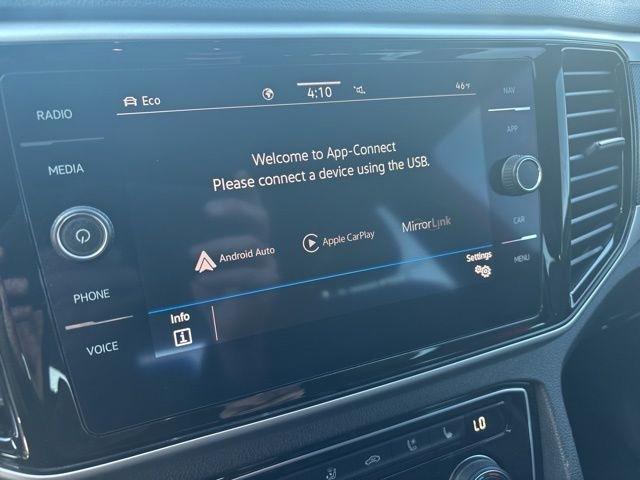 RADIO
MEDIA
PHONE
VOICE
Eco
4:10
46°F
Welcome to App-Connect
Please connect a device using the USB.
Android Auto
Apple CarPlay
MirrorLink
Info
i
Settings
NAV
APP
CAR
MENU
LO